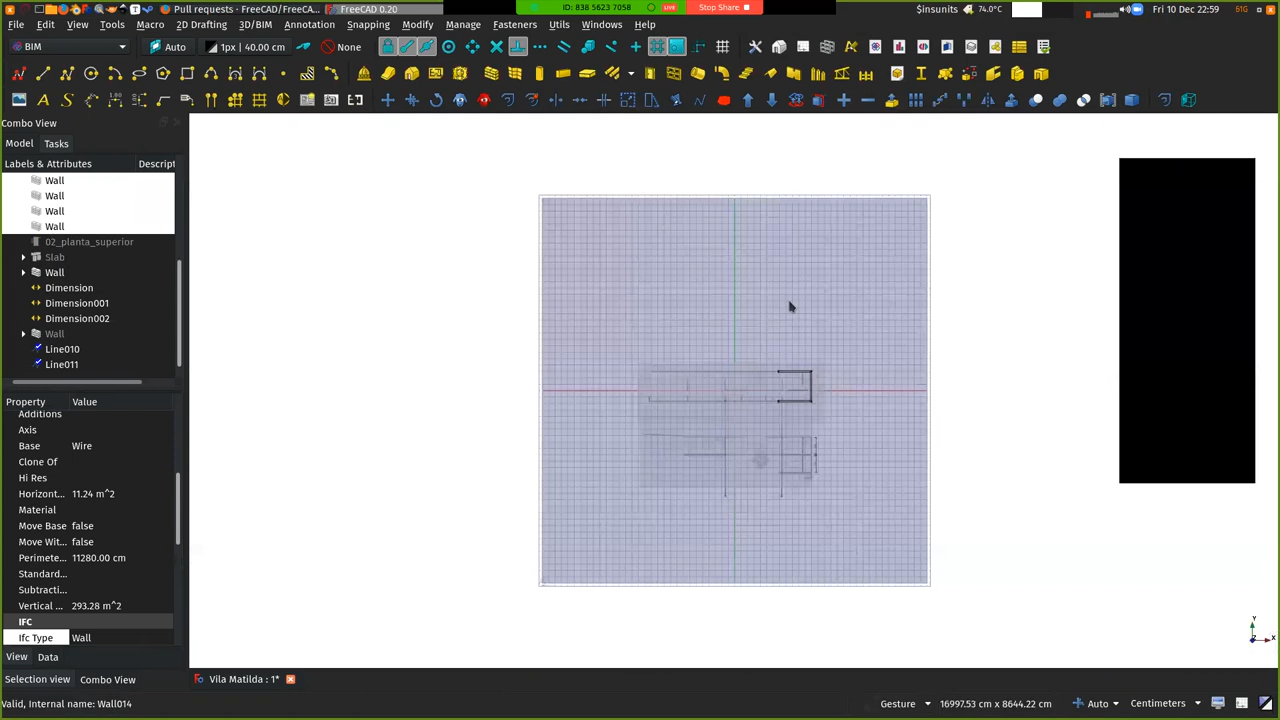 Pull requests · FreeCAD/FreeCA...
FreeCAD 0.20
ID: 838 5623 7058
LIVE
Stop Share
$insunits
74.0°C
Fri 10 Dec 22:59
51G
File Edit View Objects Macro 2D Drafting 3D/BIM Annotation Snapping Modify Manage Fasteners Utils Windows Help
BIM
Auto
1px | 40.00 cm
None
Combo View
Model Tasks
Labels & Attributes Descript
Wall
Wall
Wall
Wall
02_planta_superior
Slab
Wall
Dimension
Dimension001
Dimension002
Wall
Line010
Line011
Property Value
Additions
Axis
Base Wire
Clone Of
Hi Res
Horizont... 11.24 m^2
Material
Move Base false
Move Wit... false
Perimete... 11280.00 cm
Standard...
Subtracti...
Vertical ... 293.28 m^2
IFC
Ifc Type Wall
View Data
Selection view Combo View
Vila Matilda : 1*
Y
X
Valid, Internal name: Wall014
Gesture
16997.53 cm x 8644.22 cm
Auto
Centimeters